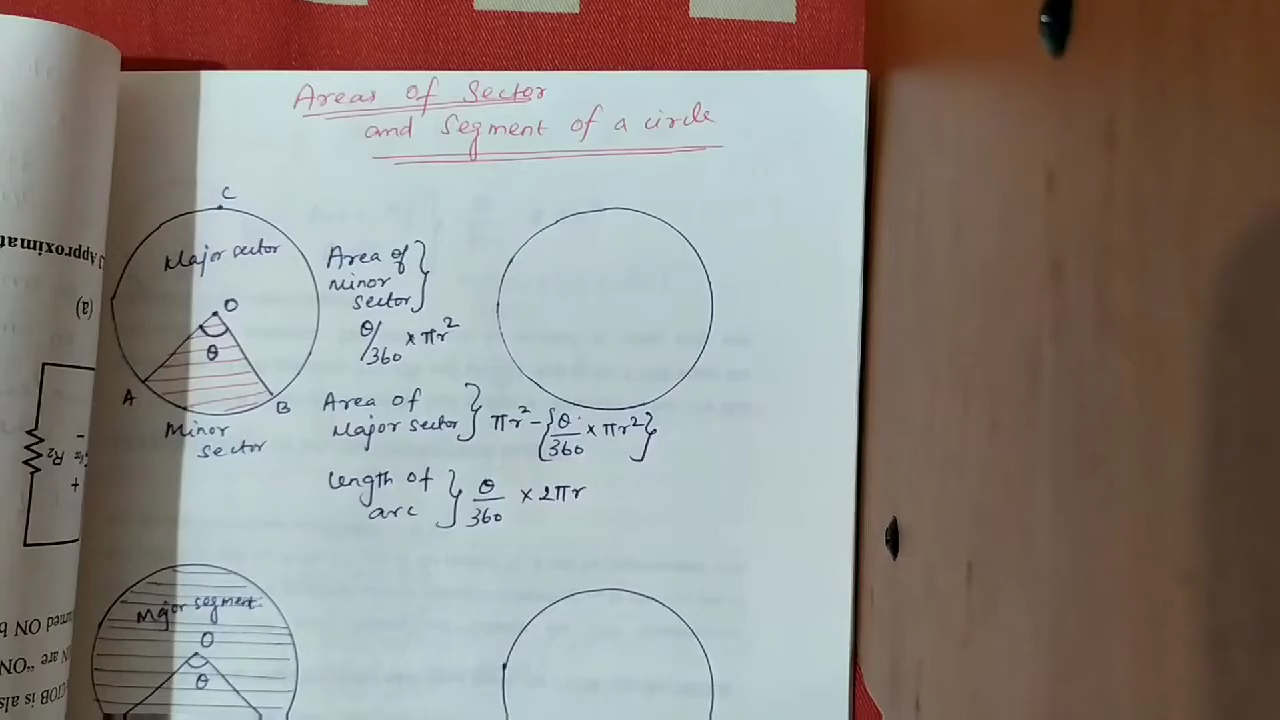 Areas of Sector
and Segment of a circle
C
Major sector
O
θ
A
B
Minor
sector
Area of
minor
sector}
θ/360 × πr²
Area of
Major sector} πr² - {θ/360 × πr²}
length of
arc} θ/360 × 2πr
Major segment
O
θ
(a)
R₂
+
-